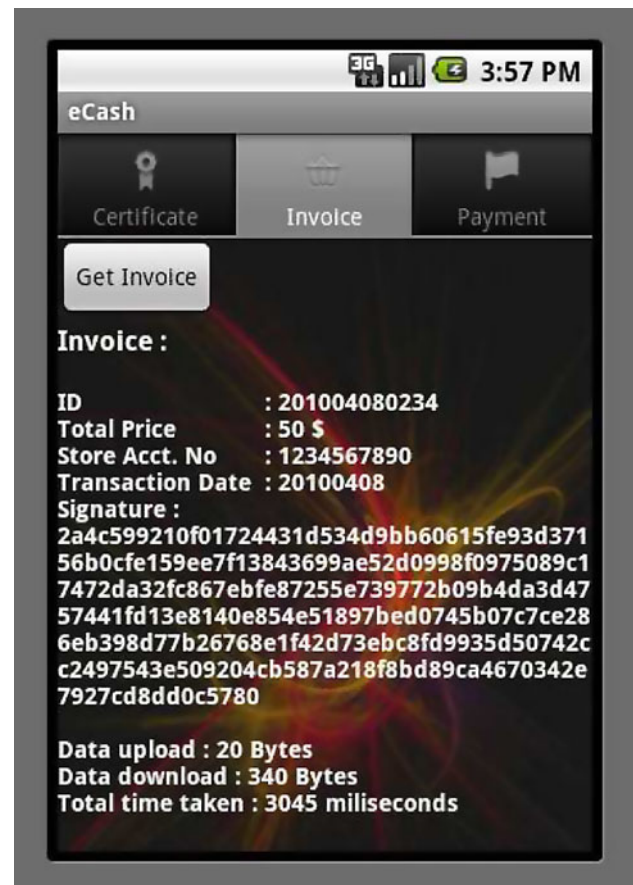 3G 3:57 PM
eCash
Certificate Invoice Payment
Get Invoice
Invoice :
ID : 201004080234
Total Price : 50 $
Store Acct. No : 1234567890
Transaction Date : 20100408
Signature :
2a4c599210f01724431d534d9bb60615fe93d371
56b0cfe159ee7f13843699ae52d0998f0975089c1
7472da32fc867ebfe87255e739772b09b4da3d47
57441fd13e8140e854e51897bed0745b07c7ce28
6eb398d77b26768e1f42d73ebc8fd9935d50742c
c2497543e509204cb587a218f8bd89ca4670342e
7927cd8dd0c5780
Data upload : 20 Bytes
Data download : 340 Bytes
Total time taken : 3045 miliseconds